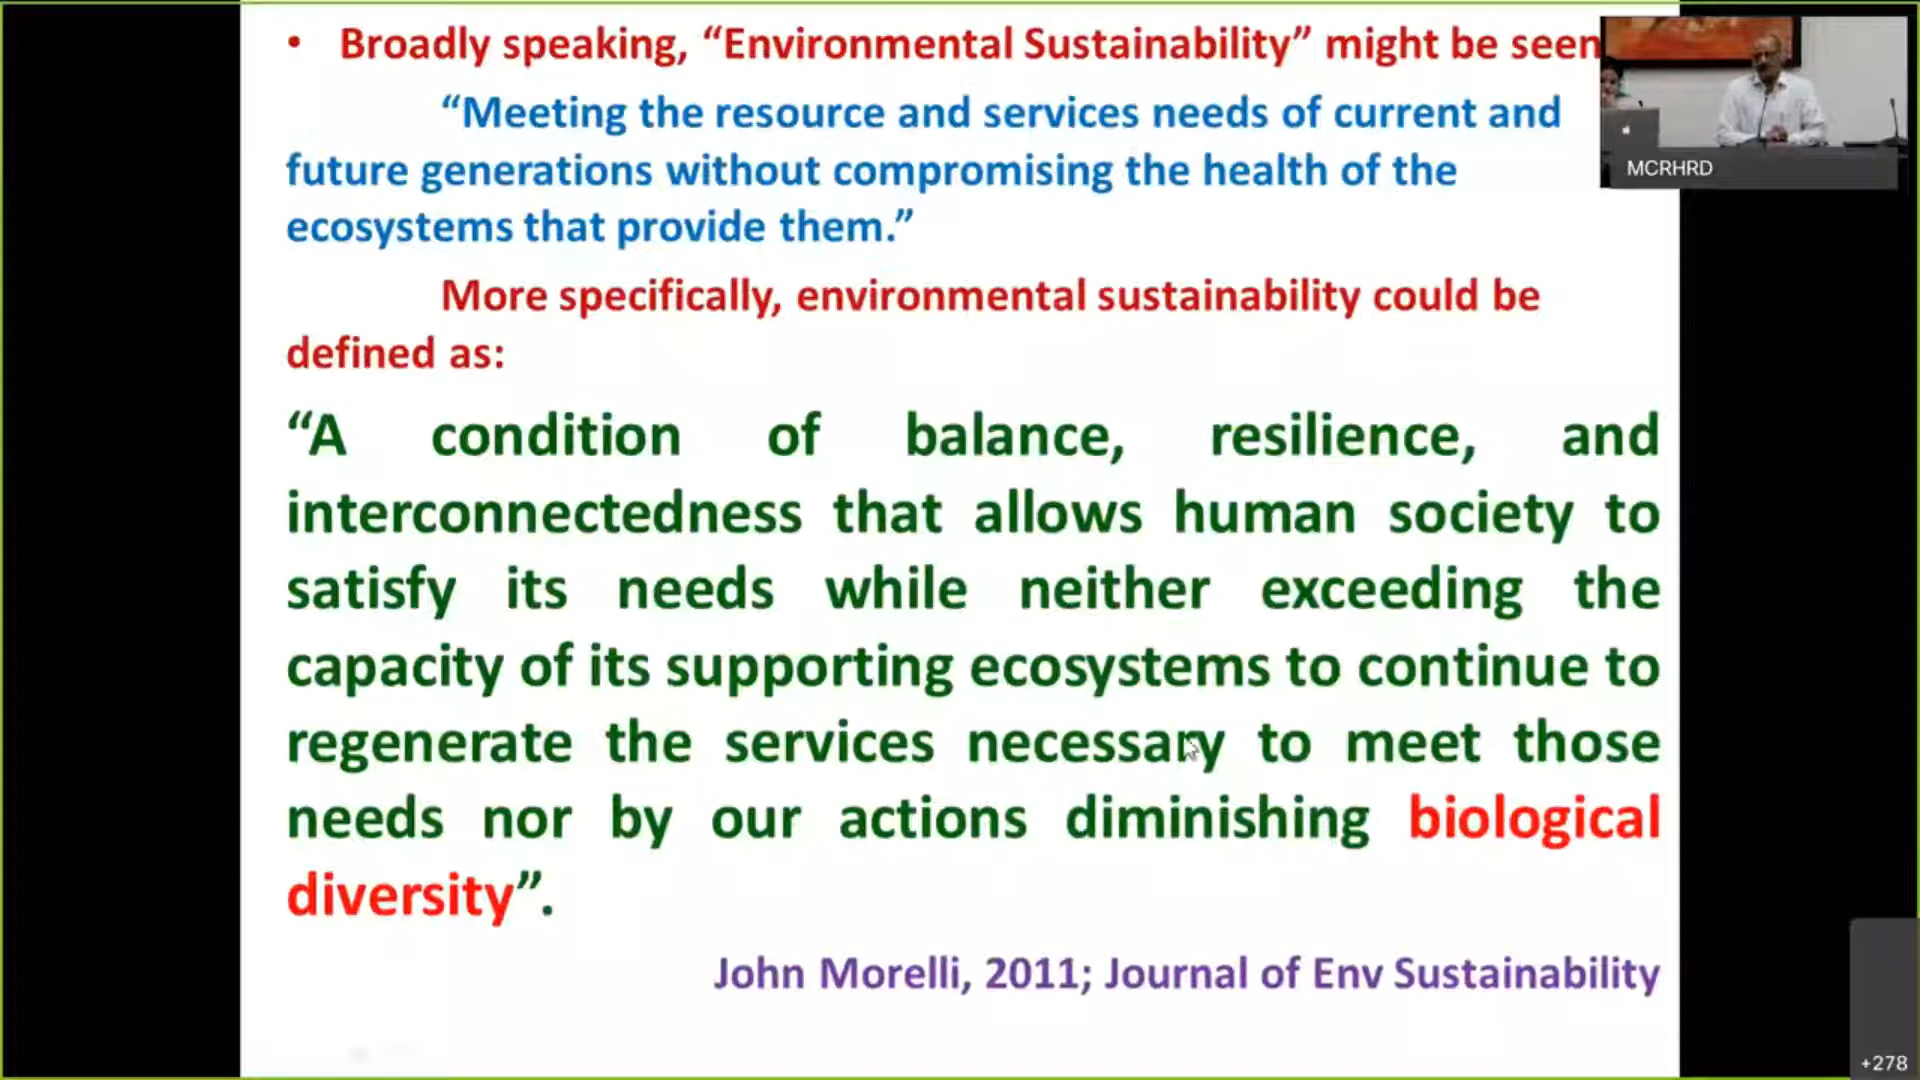 • Broadly speaking, “Environmental Sustainability” might be seen
“Meeting the resource and services needs of current and
future generations without compromising the health of the
ecosystems that provide them.”
More specifically, environmental sustainability could be
defined as:
“A condition of balance, resilience, and
interconnectedness that allows human society to
satisfy its needs while neither exceeding the
capacity of its supporting ecosystems to continue to
regenerate the services necessary to meet those
needs nor by our actions diminishing biological
diversity”.
John Morelli, 2011; Journal of Env Sustainability
MCRHRD
+278